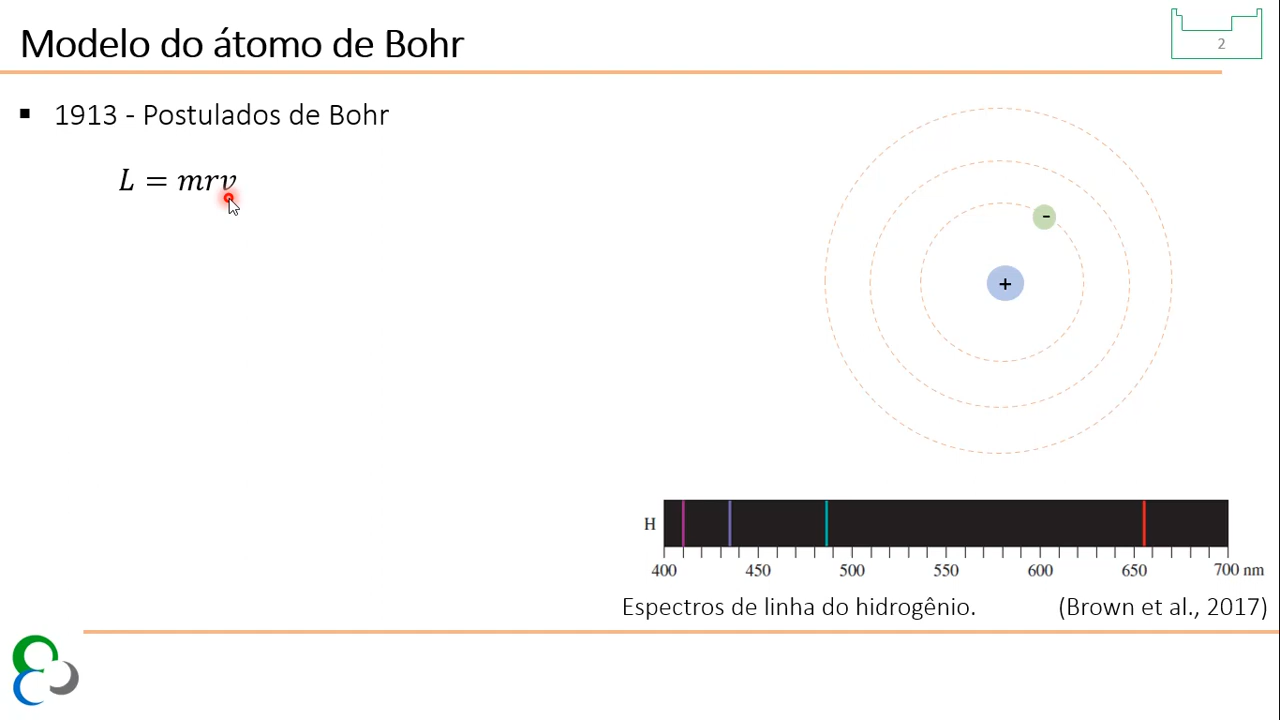 Modelo do átomo de Bohr
2
▪ 1913 - Postulados de Bohr
L = mrv
-
+
H
400 450 500 550 600 650 700 nm
Espectros de linha do hidrogênio. (Brown et al., 2017)